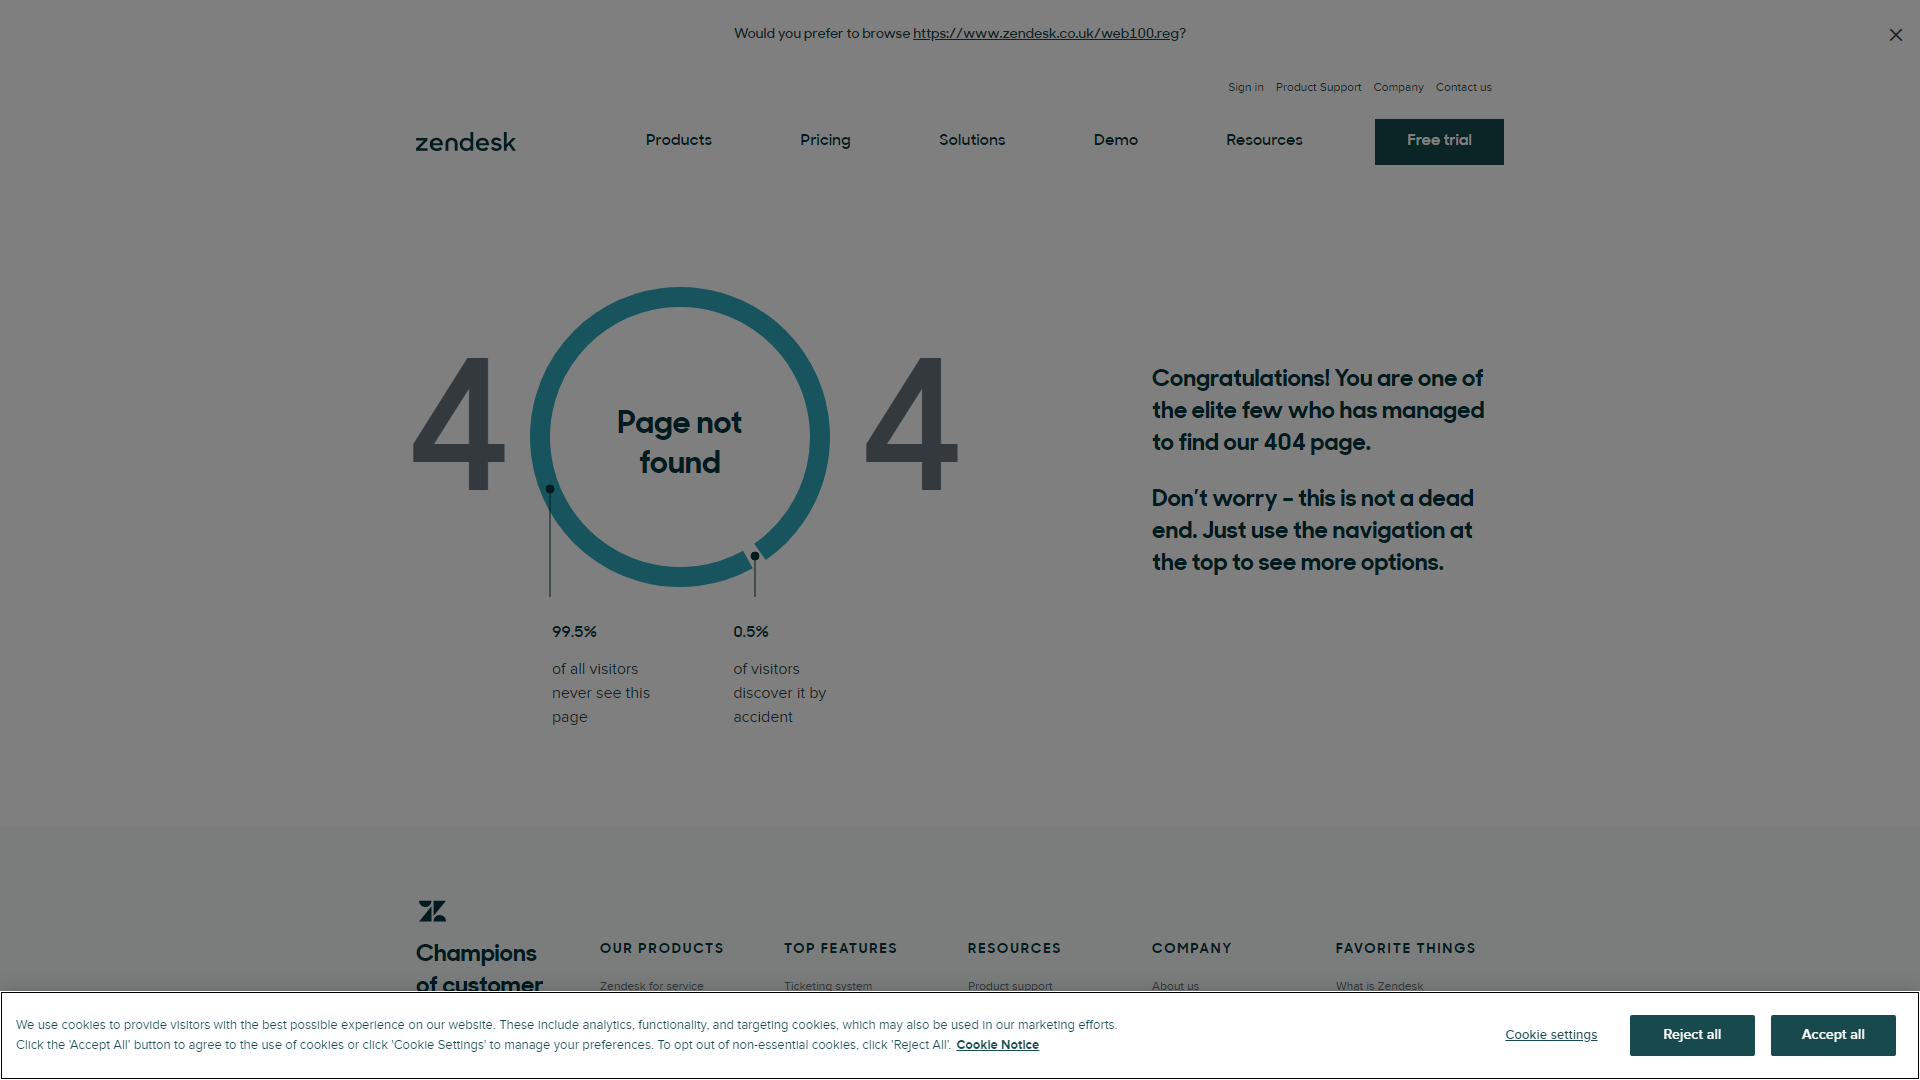 Would you prefer to browse https://www.zendesk.co.uk/web100.reg?
Sign in Product Support Company Contact us
zendesk Products Pricing Solutions Demo Resources Free trial
4 4
Page not
found
Congratulations! You are one of
the elite few who has managed
to find our 404 page.
Don't worry – this is not a dead
end. Just use the navigation at
the top to see more options.
99.5%
of all visitors
never see this
page
0.5%
of visitors
discover it by
accident
Champions
of customer
OUR PRODUCTS
Zendesk for service
TOP FEATURES
Ticketing system
RESOURCES
Product support
COMPANY
About us
FAVORITE THINGS
What is Zendesk
We use cookies to provide visitors with the best possible experience on our website. These include analytics, functionality, and targeting cookies, which may also be used in our marketing efforts.
Click the 'Accept All' button to agree to the use of cookies or click 'Cookie Settings' to manage your preferences. To opt out of non-essential cookies, click 'Reject All'. Cookie Notice
Cookie settings
Reject all
Accept all